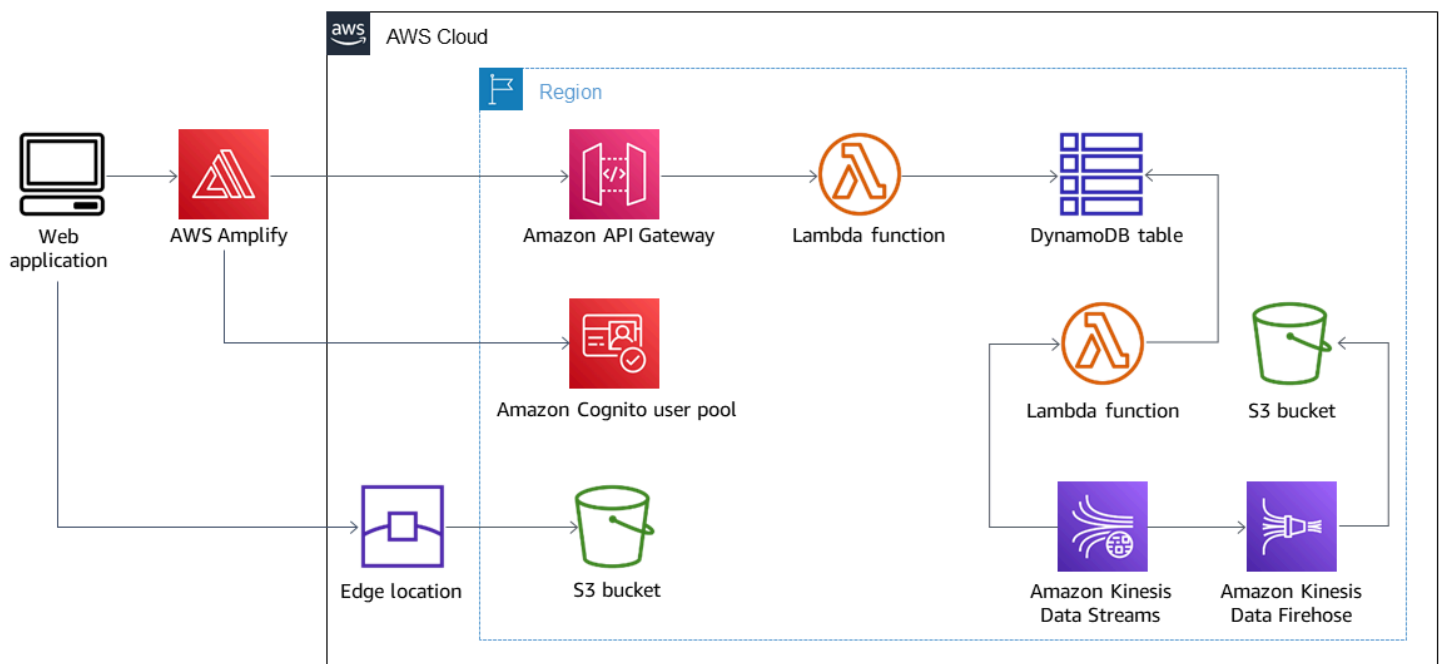 aws
AWS Cloud
Region
Web
application
AWS Amplify
Amazon API Gateway
Lambda function
DynamoDB table
Amazon Cognito user pool
Lambda function
S3 bucket
Edge location
S3 bucket
Amazon Kinesis
Data Streams
Amazon Kinesis
Data Firehose